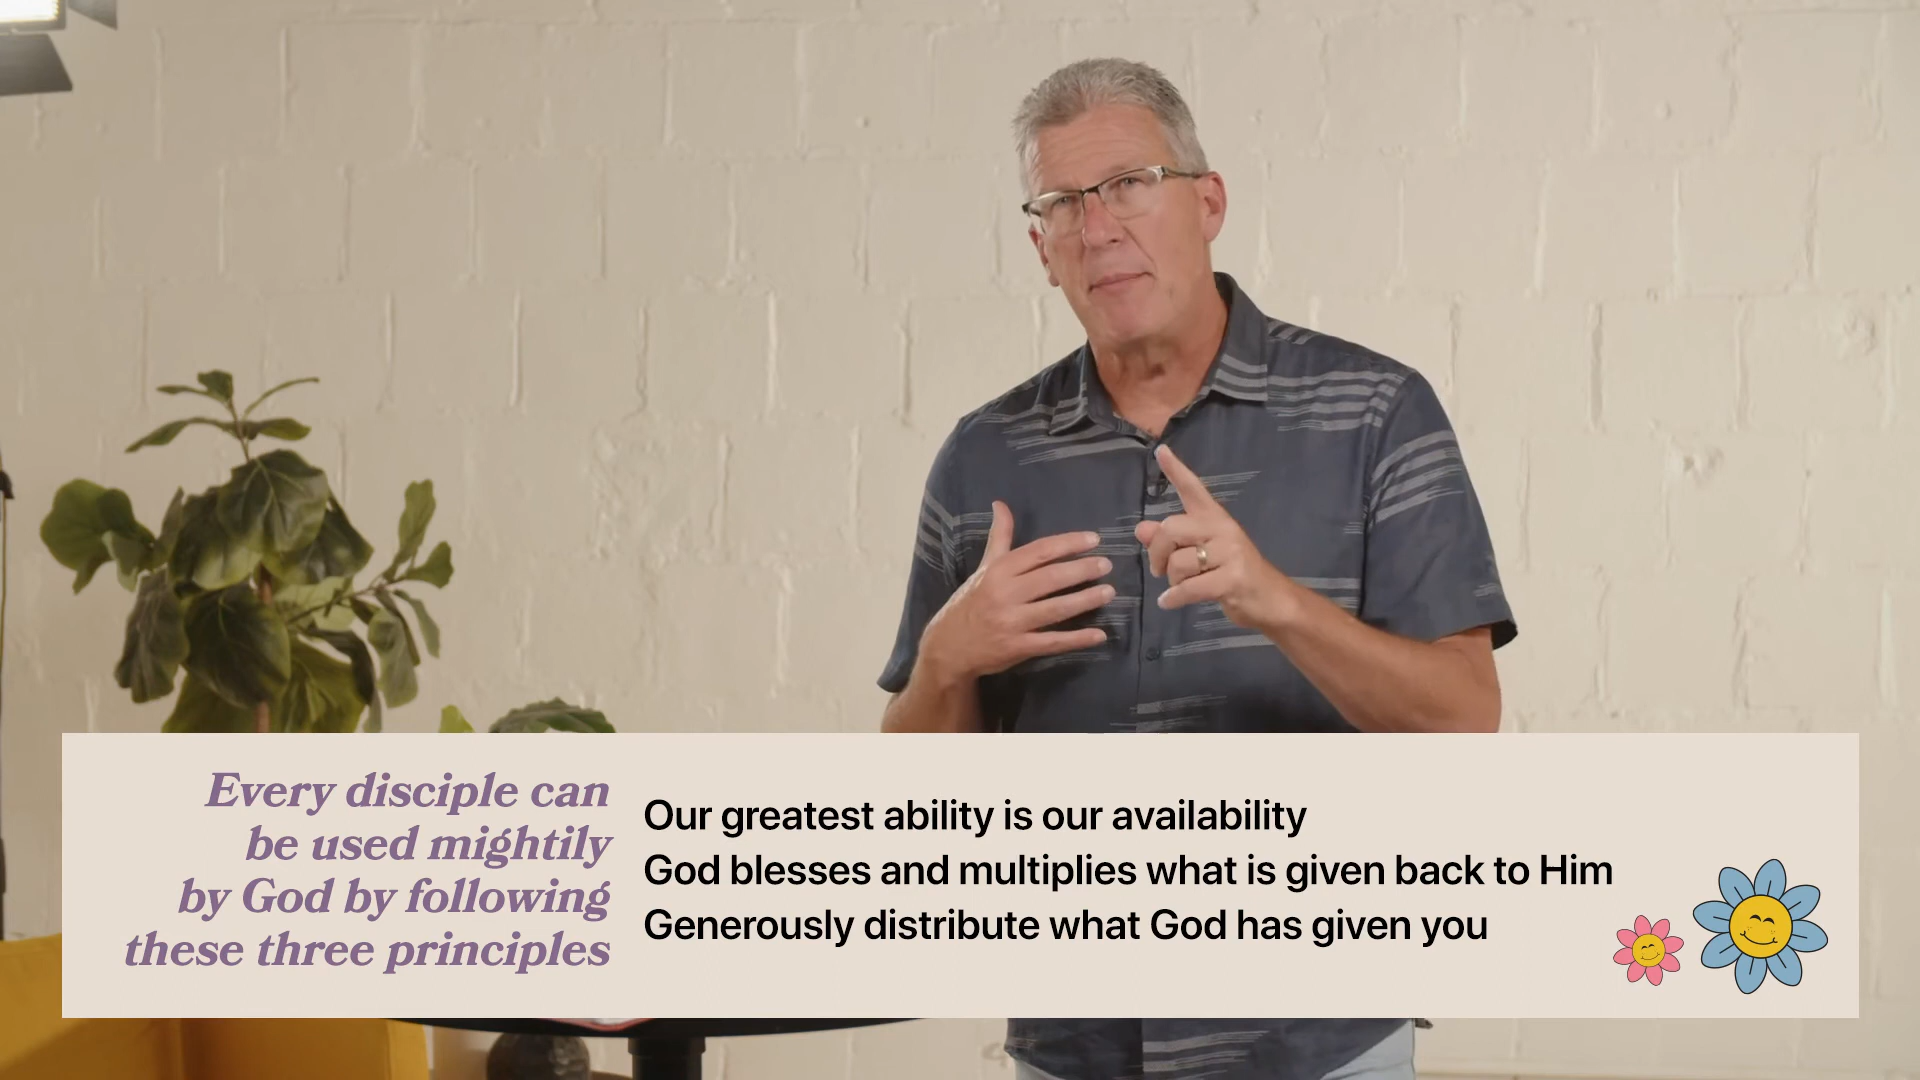 Every disciple can
be used mightily
by God by following
these three principles
Our greatest ability is our availability
God blesses and multiplies what is given back to Him
Generously distribute what God has given you